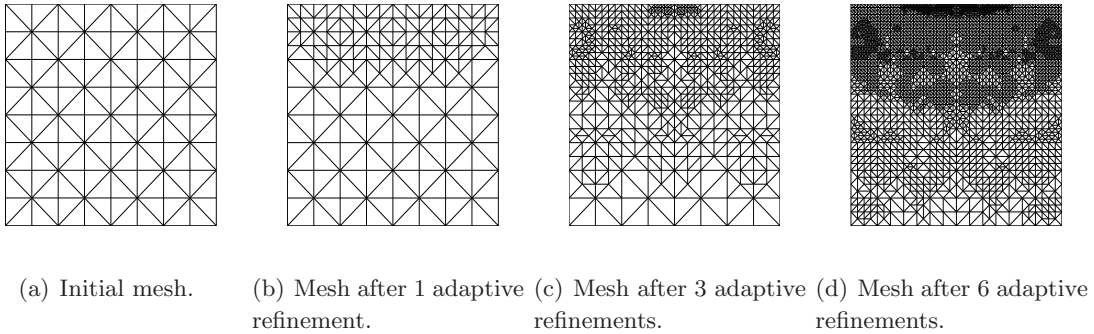 (a) Initial mesh.
(b) Mesh after 1 adaptive refinement.
(c) Mesh after 3 adaptive refinements.
(d) Mesh after 6 adaptive refinements.